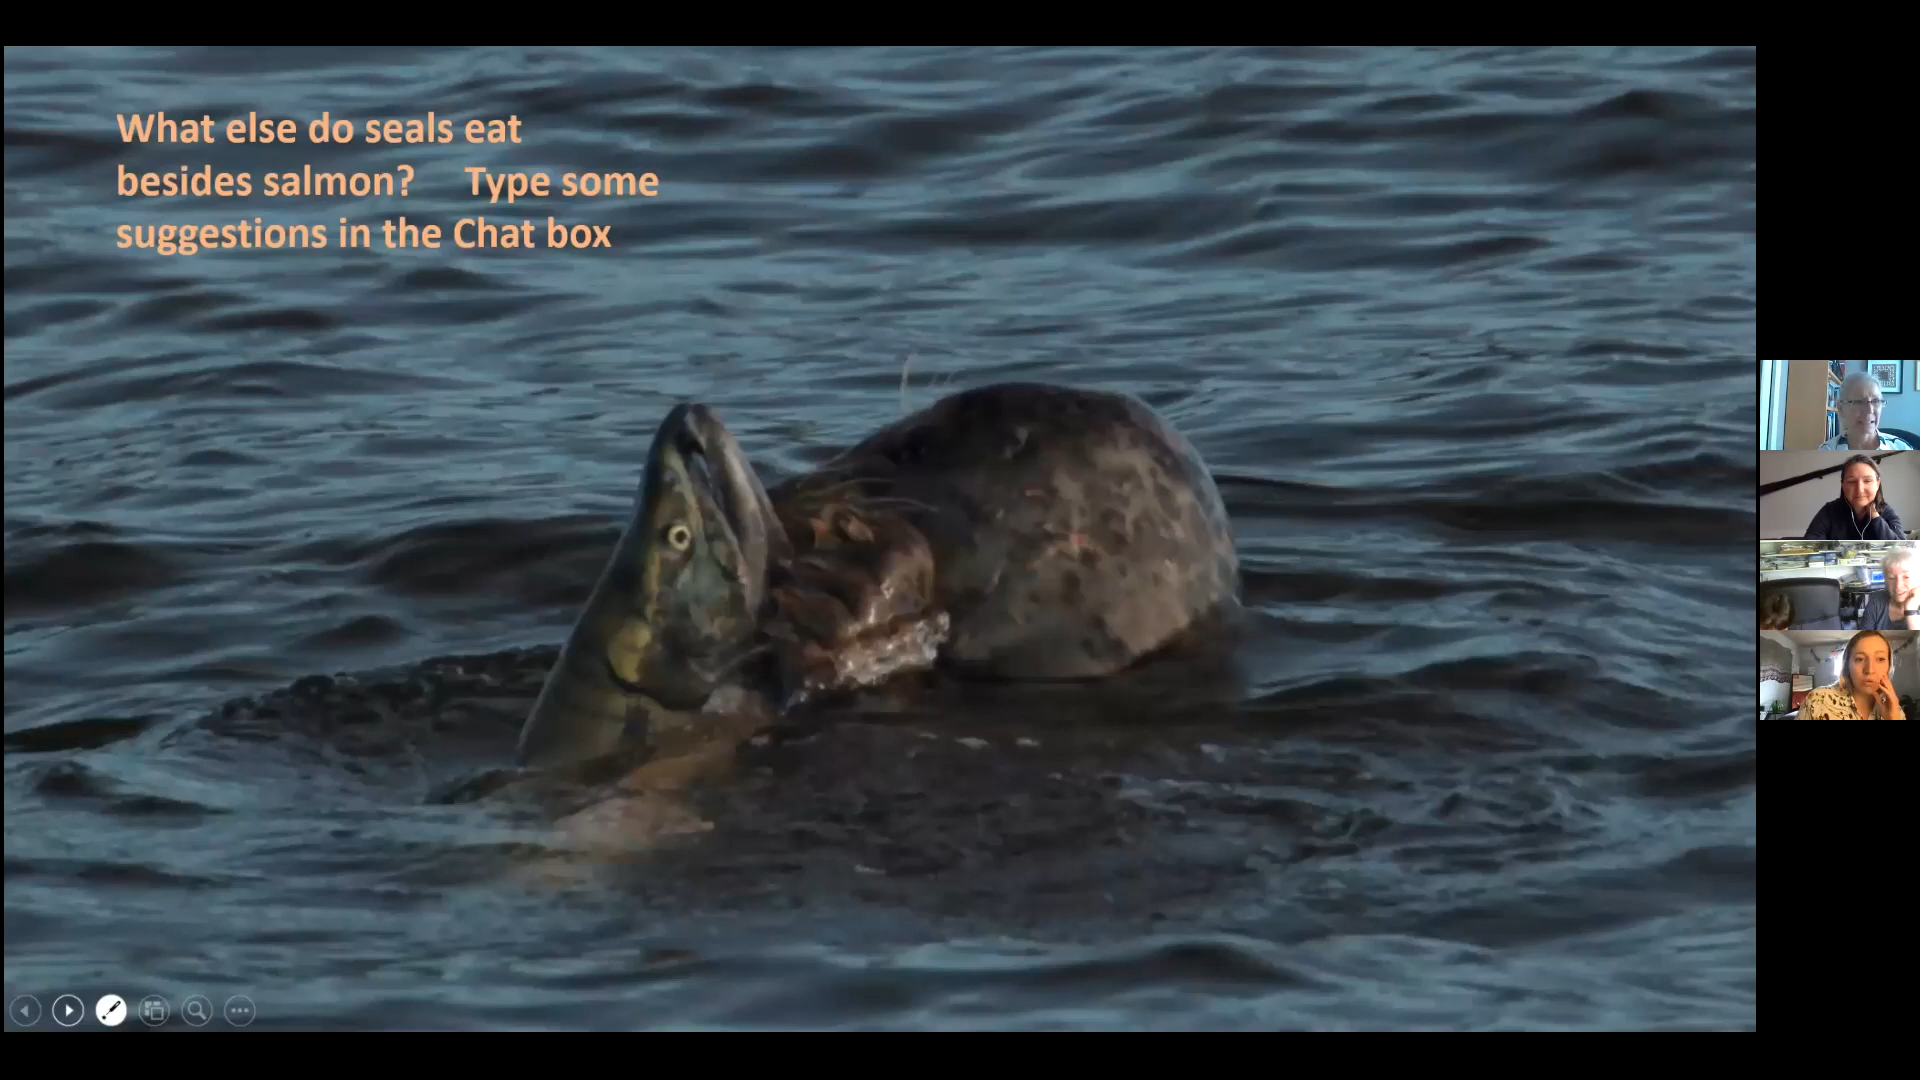 What else do seals eat
besides salmon? Type some
suggestions in the Chat box